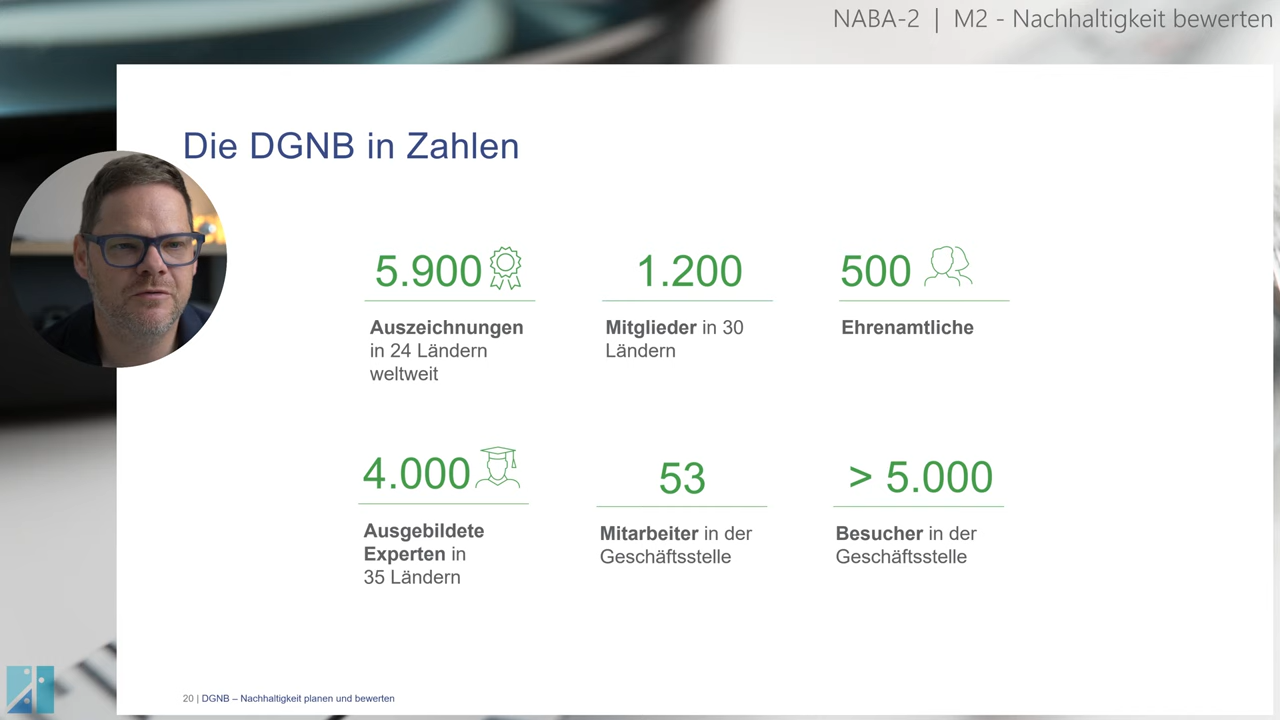 NABA-2 | M2 - Nachhaltigkeit bewerten
Die DGNB in Zahlen
5.900
Auszeichnungen
in 24 Ländern
weltweit
1.200
Mitglieder in 30
Ländern
500
Ehrenamtliche
4.000
Ausgebildete
Experten in
35 Ländern
53
Mitarbeiter in der
Geschäftsstelle
> 5.000
Besucher in der
Geschäftsstelle
20 | DGNB – Nachhaltigkeit planen und bewerten